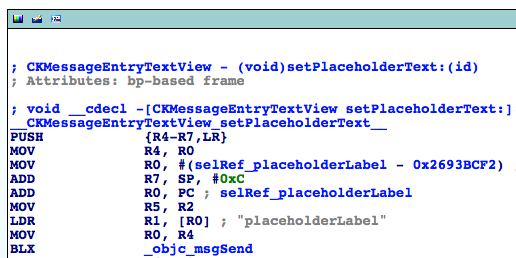 ; CKMessageEntryTextView - (void)setPlaceholderText:(id)
; Attributes: bp-based frame
; void __cdecl -[CKMessageEntryTextView setPlaceholderText:]
__CKMessageEntryTextView_setPlaceholderText__
PUSH {R4-R7,LR}
MOV R4, R0
MOV R0, #(selRef_placeholderLabel - 0x2693BCF2) ;
ADD R7, SP, #0xC
ADD R0, PC ; selRef_placeholderLabel
MOV R5, R2
LDR R1, [R0] ; "placeholderLabel"
MOV R0, R4
BLX _objc_msgSend